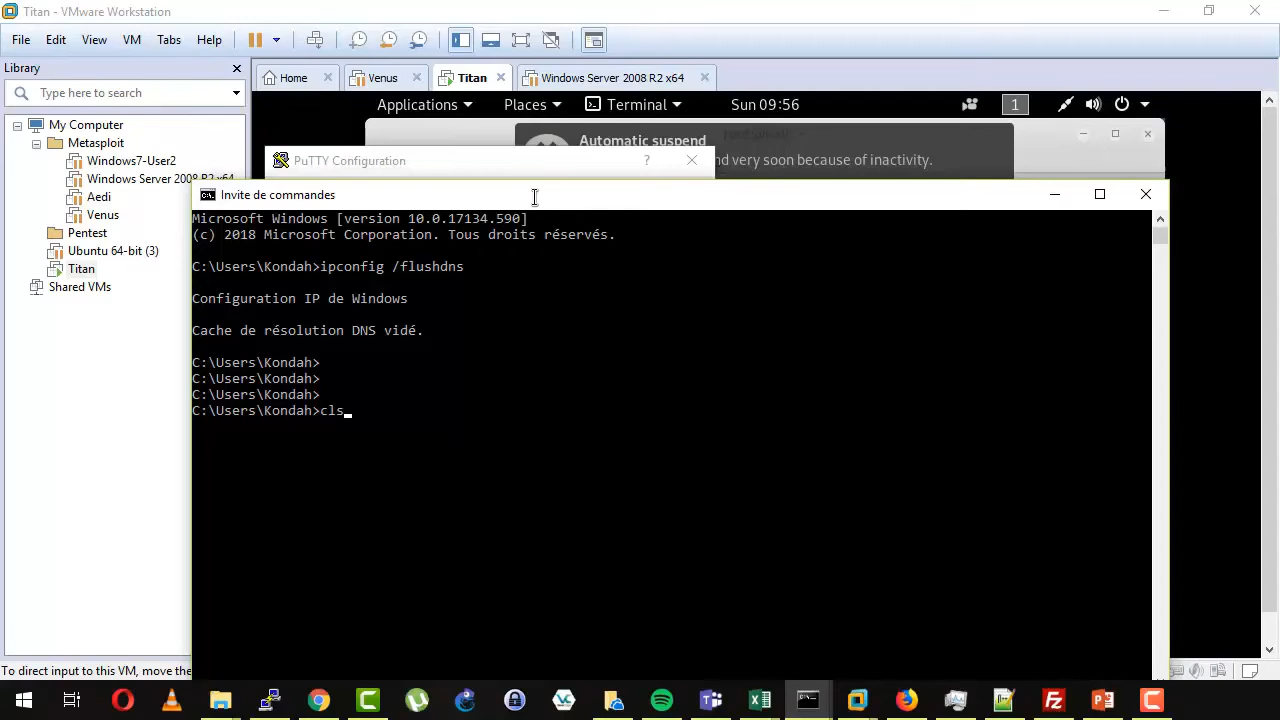 Titan - VMware Workstation
File Edit View VM Tabs Help
Library
Type here to search
Home Venus Titan Windows Server 2008 R2 x64
My Computer
Metasploit
Windows7-User2
Windows Server 2008 R2 x64
Aedi
Venus
Pentest
Ubuntu 64-bit (3)
Titan
Shared VMs
Applications Places Terminal Sun 09:56 1
Automatic suspend
nd very soon because of inactivity.
PuTTY Configuration ?
Invite de commandes
Microsoft Windows [version 10.0.17134.590]
(c) 2018 Microsoft Corporation. Tous droits réservés.
C:\Users\Kondah>ipconfig /flushdns
Configuration IP de Windows
Cache de résolution DNS vidé.
C:\Users\Kondah>
C:\Users\Kondah>
C:\Users\Kondah>
C:\Users\Kondah>cls
To direct input to this VM, move the